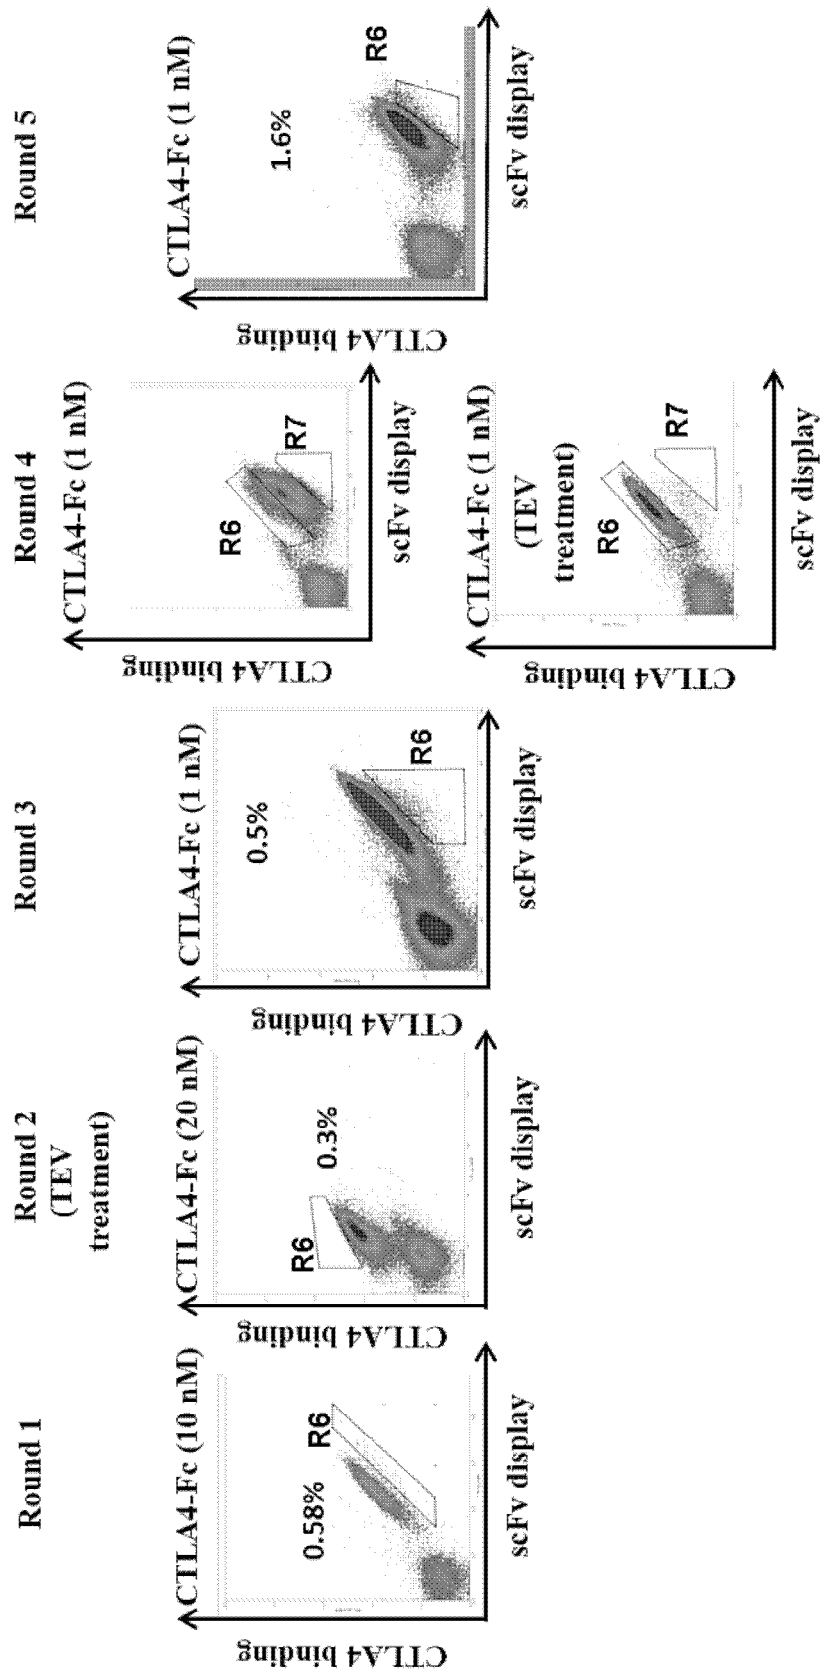 Round 1
CTLA4-Fc (10 nM)
0.58%
R6
CTLA4 binding
scFv display
Round 2
(TEV
treatment)
CTLA4-Fc (20 nM)
R6
0.3%
CTLA4 binding
scFv display
Round 3
CTLA4-Fc (1 nM)
0.5%
R6
CTLA4 binding
scFv display
Round 4
CTLA4-Fc (1 nM)
R6
R7
CTLA4 binding
scFv display
CTLA4-Fc (1 nM)
(TEV
treatment)
R6
R7
CTLA4 binding
scFv display
Round 5
CTLA4-Fc (1 nM)
1.6%
R6
CTLA4 binding
scFv display